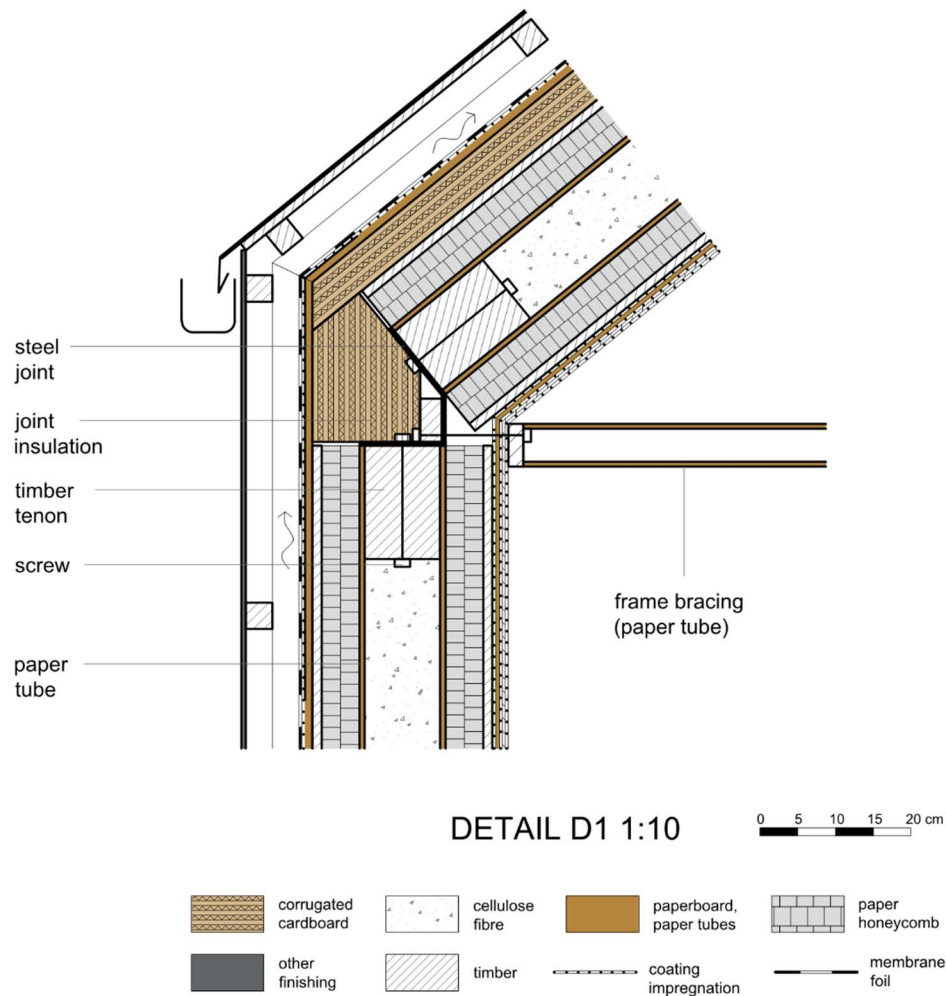 steel
joint
joint
insulation
timber
tenon
screw
paper
tube
frame bracing
(paper tube)
DETAIL D1 1:10
0 5 10 15 20 cm
corrugated
cardboard
cellulose
fibre
paperboard,
paper tubes
paper
honeycomb
other
finishing
timber
coating
impregnation
membrane
foil